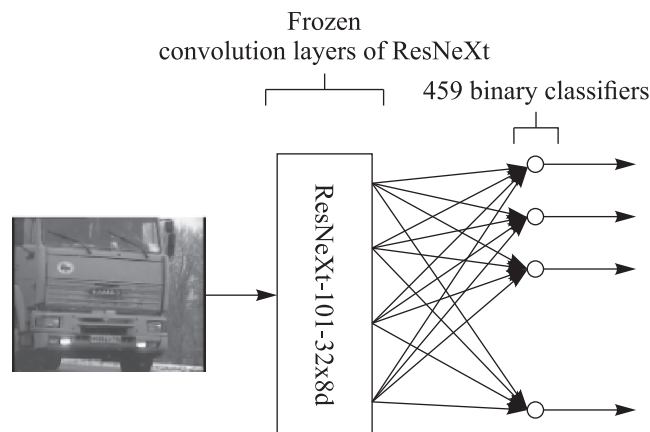 Frozen
convolution layers of ResNeXt
459 binary classifiers
ResNeXt-101-32x8d